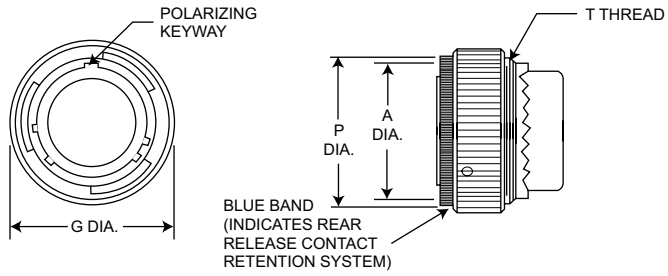 POLARIZING
KEYWAY
T THREAD
P
DIA.
A
DIA.
G DIA.
BLUE BAND
(INDICATES REAR
RELEASE CONTACT
RETENTION SYSTEM)